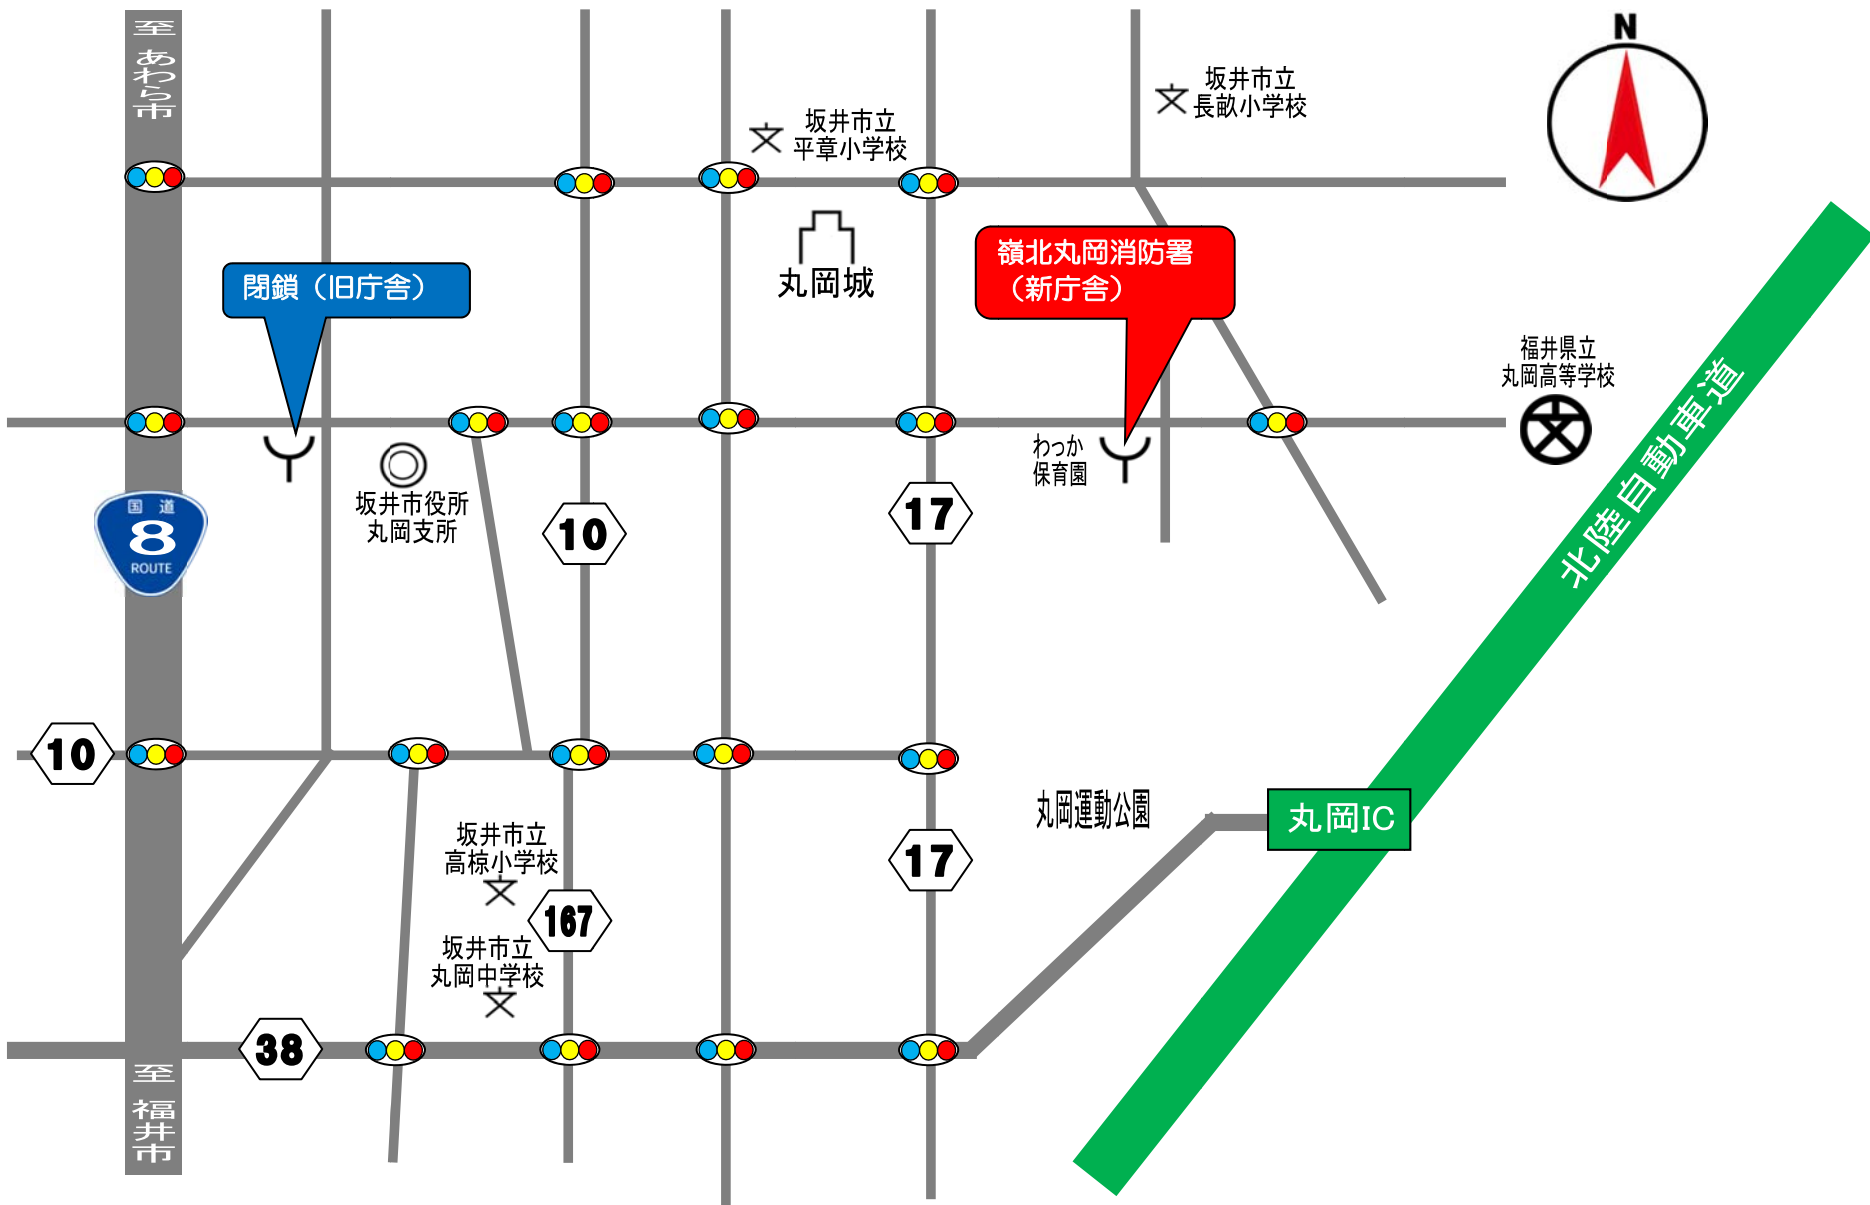 至 あわら市
N
坂井市立
長畝小学校
坂井市立
平章小学校
丸岡城
嶺北丸岡消防署
（新庁舎）
閉鎖（旧庁舎）
福井県立
丸岡高等学校
北陸自動車道
わっか
保育園
坂井市役所
丸岡支所
国道
8
ROUTE
10
17
10
丸岡運動公園
丸岡IC
坂井市立
高椋小学校
17
167
坂井市立
丸岡中学校
38
至 福井市